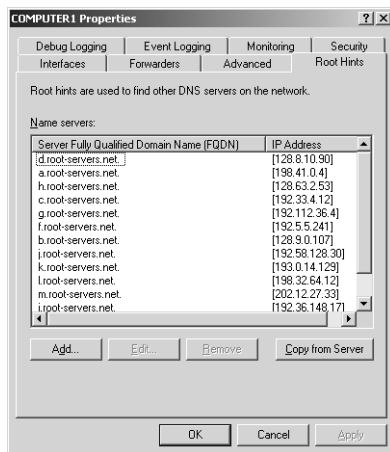 COMPUTER1 Properties
Debug Logging Event Logging Monitoring Security
Interfaces Forwarders Advanced Root Hints
Root hints are used to find other DNS servers on the network.
Name servers:
Server Fully Qualified Domain Name (FQDN) IP Address
d.root-servers.net. [128.8.10.90]
a.root-servers.net. [198.41.0.4]
h.root-servers.net. [128.63.2.53]
c.root-servers.net. [192.33.4.12]
g.root-servers.net. [192.112.36.4]
f.root-servers.net. [192.5.5.241]
b.root-servers.net. [128.9.0.107]
j.root-servers.net. [192.58.128.30]
k.root-servers.net. [193.0.14.129]
l.root-servers.net. [198.32.64.12]
m.root-servers.net. [202.12.27.33]
i.root-servers.net. [192.36.148.17]
Add... Edit... Remove Copy from Server
OK Cancel Apply